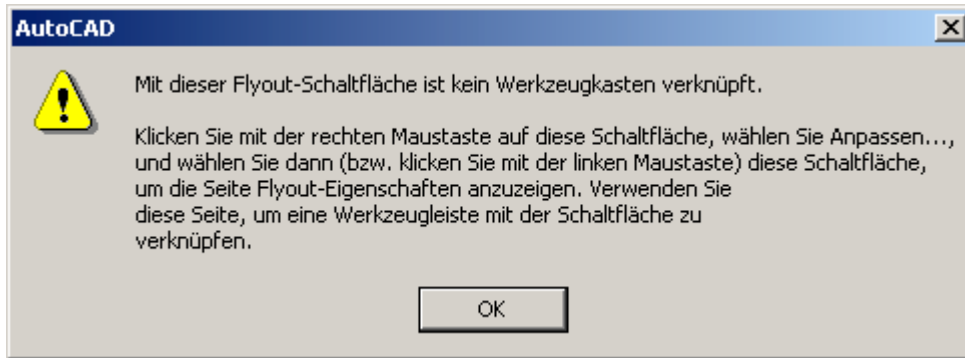 AutoCAD
Mit dieser Flyout-Schaltfläche ist kein Werkzeugkasten verknüpft.
Klicken Sie mit der rechten Maustaste auf diese Schaltfläche, wählen Sie Anpassen...,
und wählen Sie dann (bzw. klicken Sie mit der linken Maustaste) diese Schaltfläche,
um die Seite Flyout-Eigenschaften anzuzeigen. Verwenden Sie
diese Seite, um eine Werkzeugleiste mit der Schaltfläche zu
verknüpfen.
OK